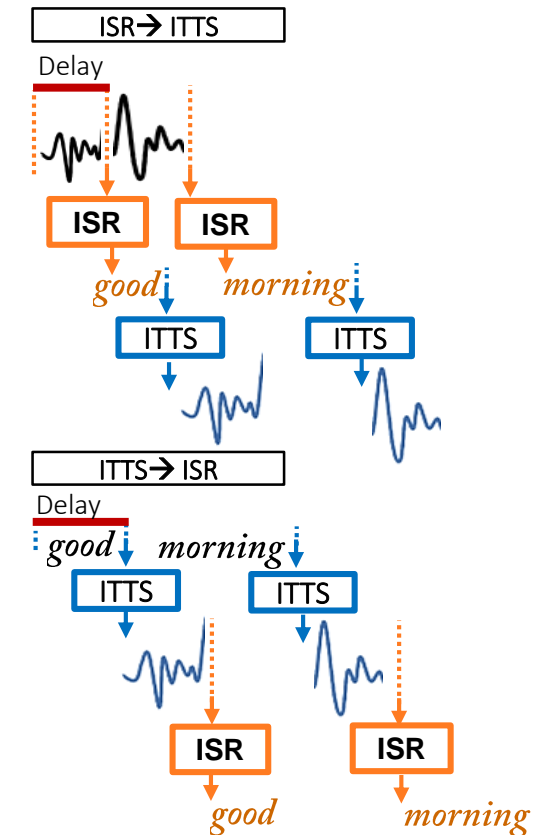 ISR→ ITTS
Delay
ISR ISR
good morning
ITTS ITTS
ITTS→ ISR
Delay
good morning
ITTS ITTS
ISR ISR
good morning